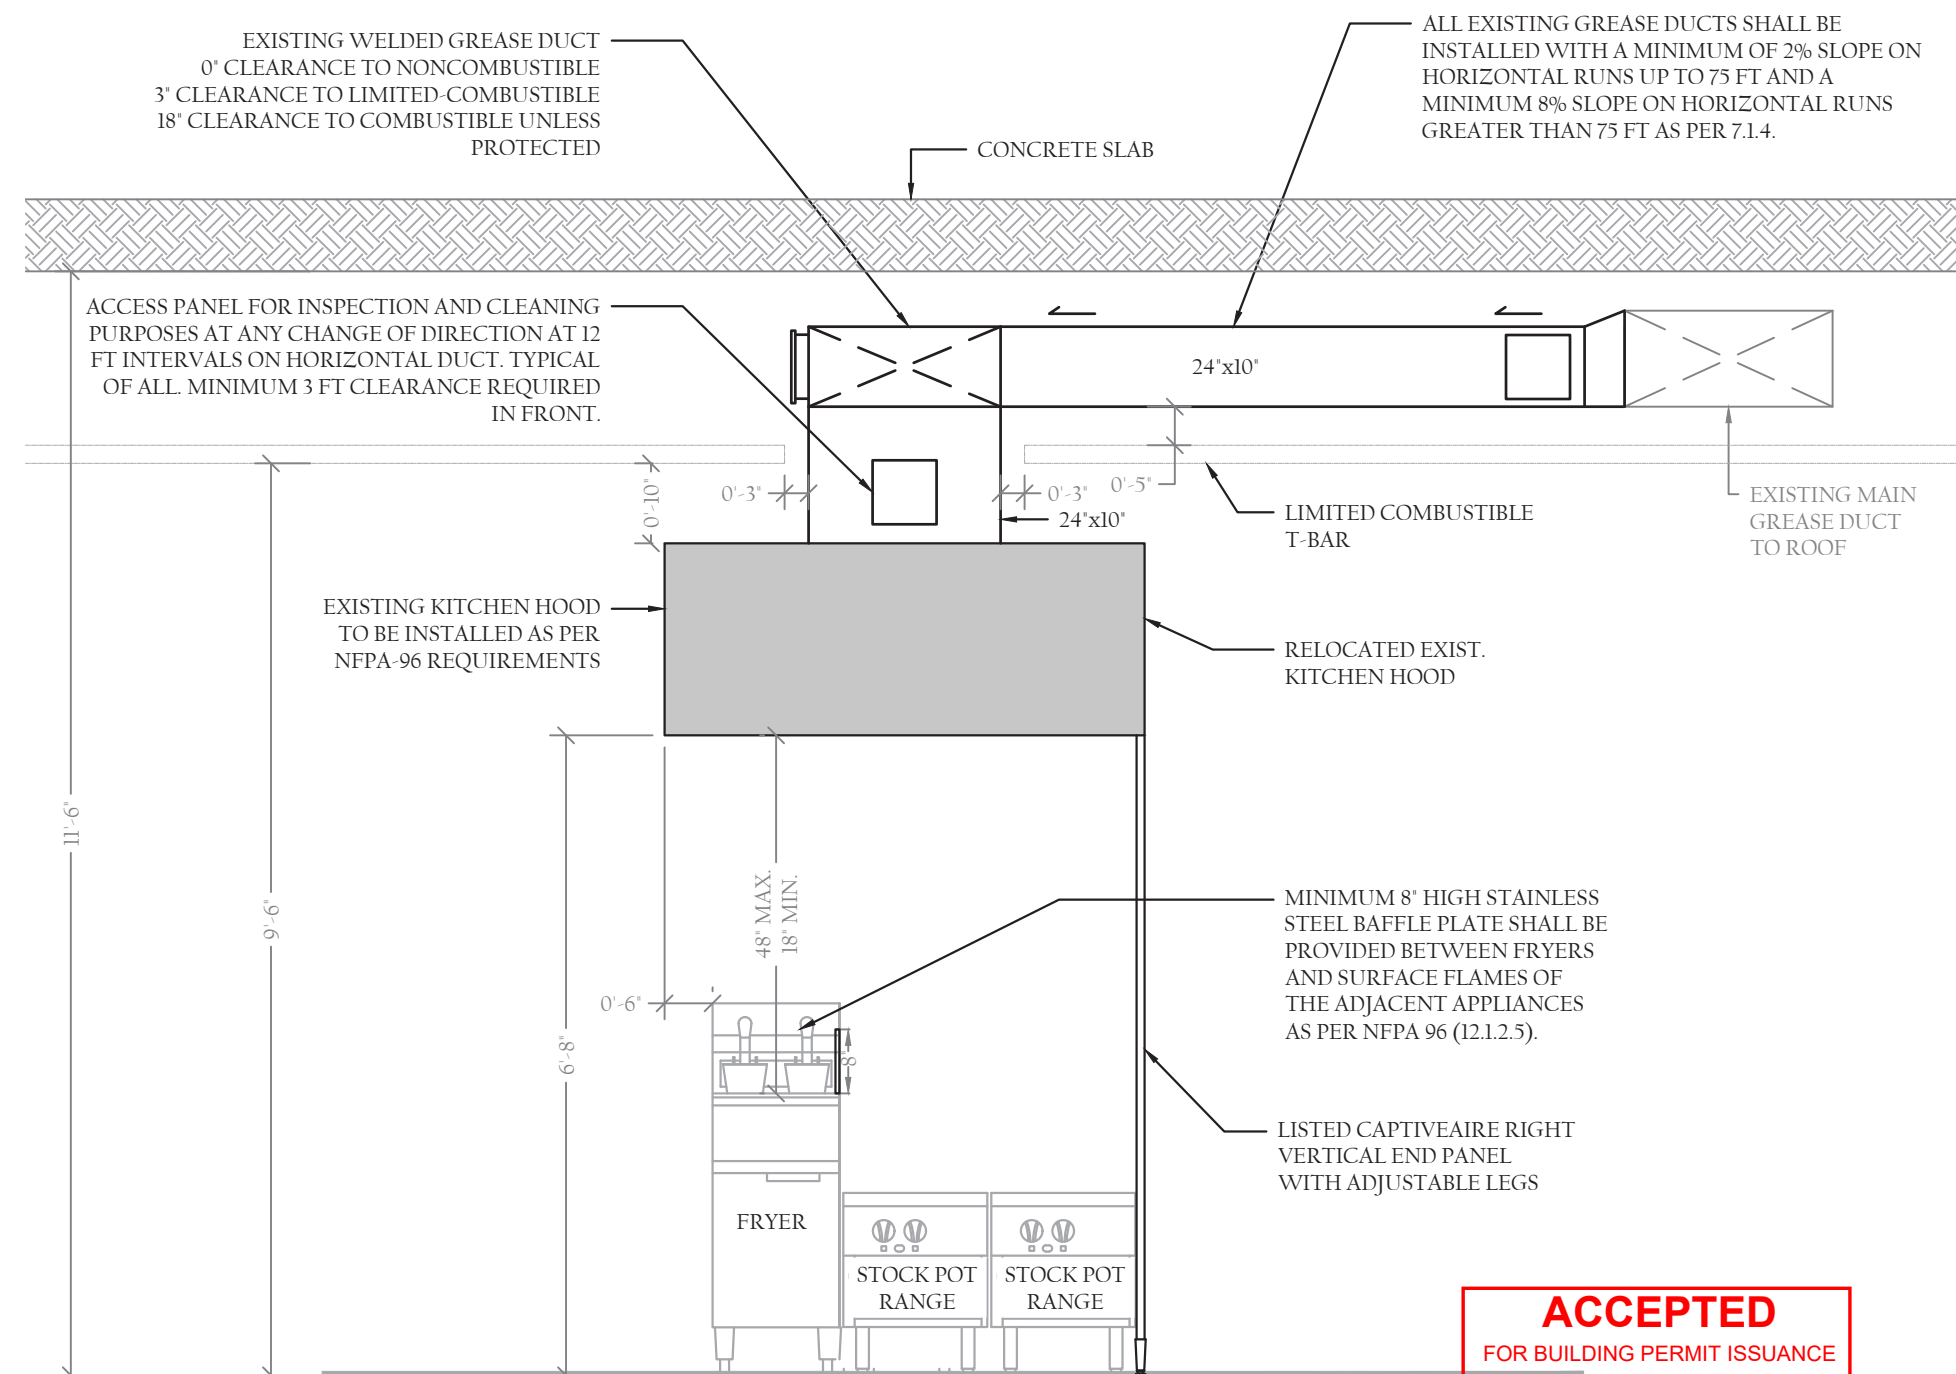 EXISTING WELDED GREASE DUCT
0" CLEARANCE TO NONCOMBUSTIBLE
3" CLEARANCE TO LIMITED-COMBUSTIBLE
18" CLEARANCE TO COMBUSTIBLE UNLESS
PROTECTED
ALL EXISTING GREASE DUCTS SHALL BE
INSTALLED WITH A MINIMUM OF 2% SLOPE ON
HORIZONTAL RUNS UP TO 75 FT AND A
MINIMUM 8% SLOPE ON HORIZONTAL RUNS
GREATER THAN 75 FT AS PER 7.1.4.
CONCRETE SLAB
ACCESS PANEL FOR INSPECTION AND CLEANING
PURPOSES AT ANY CHANGE OF DIRECTION AT 12
FT INTERVALS ON HORIZONTAL DUCT. TYPICAL
OF ALL. MINIMUM 3 FT CLEARANCE REQUIRED
IN FRONT.
24"x10"
0'-10"
0'-3"
0'-3"
0'-5"
24"x10"
LIMITED COMBUSTIBLE
T-BAR
EXISTING MAIN
GREASE DUCT
TO ROOF
EXISTING KITCHEN HOOD
TO BE INSTALLED AS PER
NFPA-96 REQUIREMENTS
RELOCATED EXIST.
KITCHEN HOOD
11'-6"
9'-6"
6'-8"
48" MAX.
18" MIN.
0'-6"
8"
MINIMUM 8" HIGH STAINLESS
STEEL BAFFLE PLATE SHALL BE
PROVIDED BETWEEN FRYERS
AND SURFACE FLAMES OF
THE ADJACENT APPLIANCES
AS PER NFPA 96 (12.1.2.5).
LISTED CAPTIVEAIRE RIGHT
VERTICAL END PANEL
WITH ADJUSTABLE LEGS
FRYER
STOCK POT
RANGE
STOCK POT
RANGE
ACCEPTED
FOR BUILDING PERMIT ISSUANCE